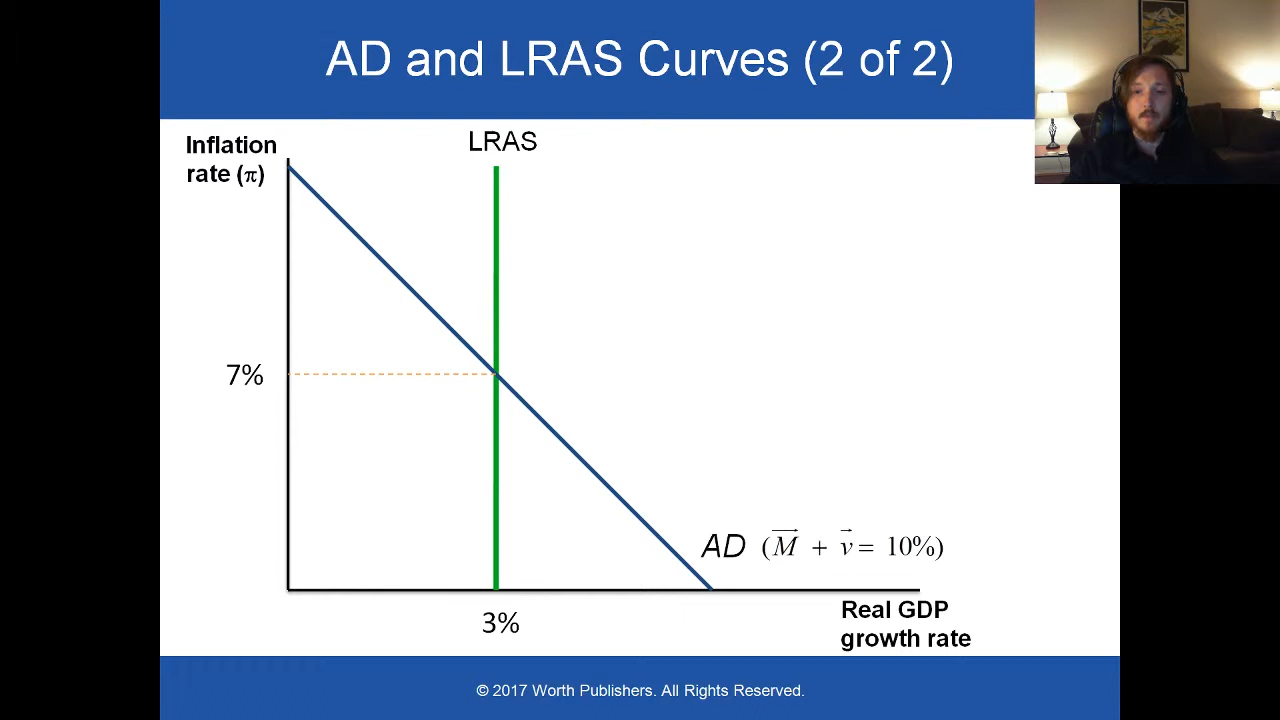 AD and LRAS Curves (2 of 2)
Inflation
rate (π)
LRAS
7%
AD (M⃗ + v⃗ = 10%)
3%
Real GDP
growth rate
© 2017 Worth Publishers. All Rights Reserved.